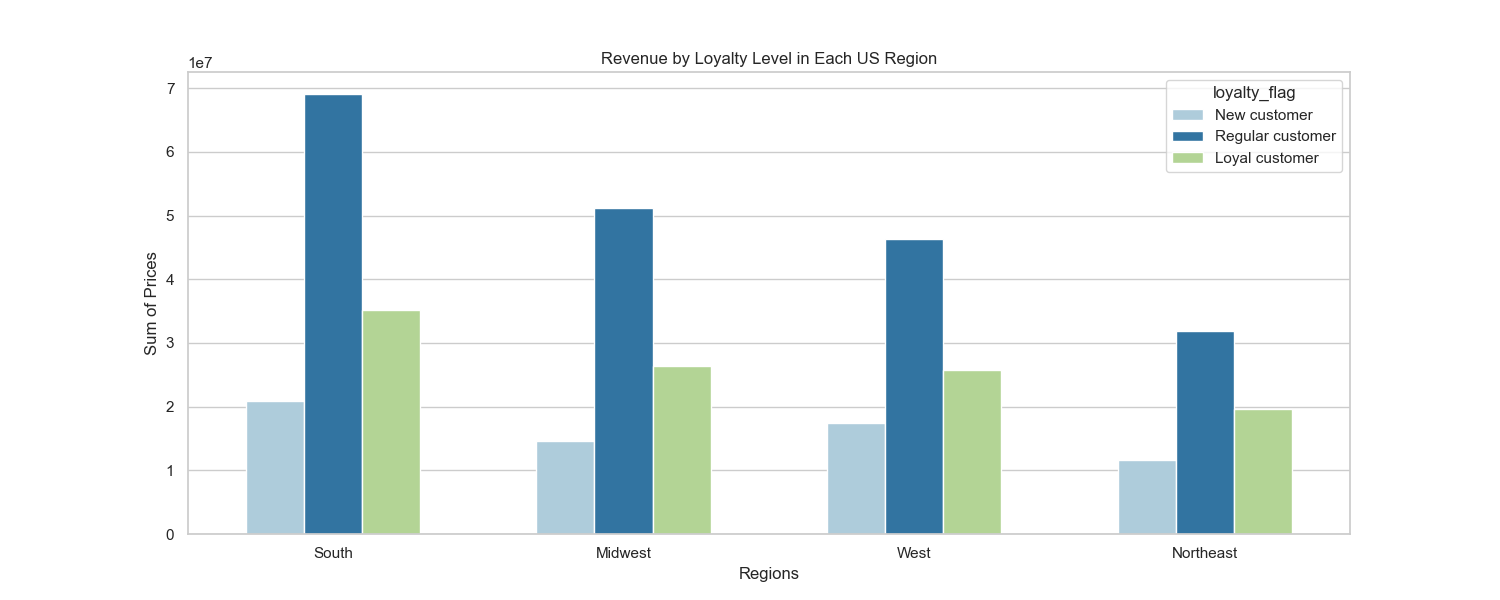 Revenue by Loyalty Level in Each US Region
1e7
7
6
5
4
3
2
1
0
Sum of Prices
loyalty_flag
New customer
Regular customer
Loyal customer
South
Midwest
West
Northeast
Regions